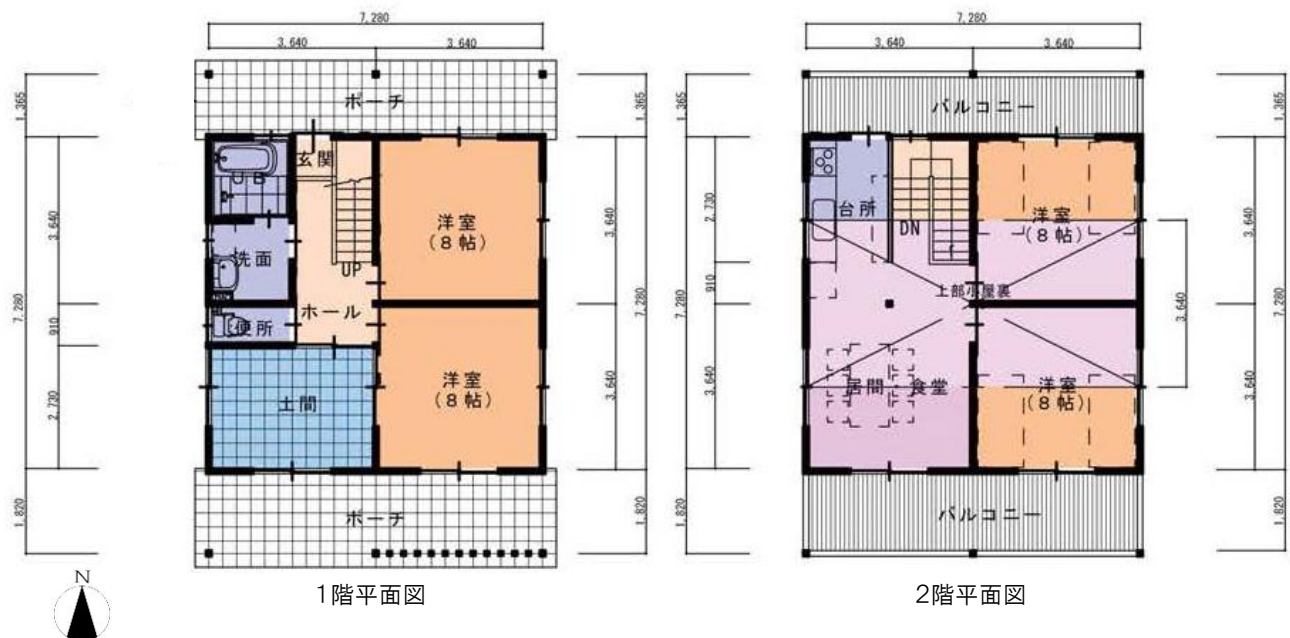 7,280
3,640
3,640
1,365
3,640
7,280
910
2,730
1,820
ポーチ
玄関
UB
洋室
(8 帖)
洗面
UP
ホール
便所
洋室
(8 帖)
土間
ポーチ
1,365
3,640
7,280
3,640
1,820
1階平面図
N
7,280
3,640
3,640
1,365
2,730
7,280
910
3,640
1,820
バルコニー
台所
DN
洋室
(8 帖)
上部小屋裏
居間・食堂
洋室
(8 帖)
バルコニー
3,640
1,365
3,640
7,280
3,640
1,820
2階平面図